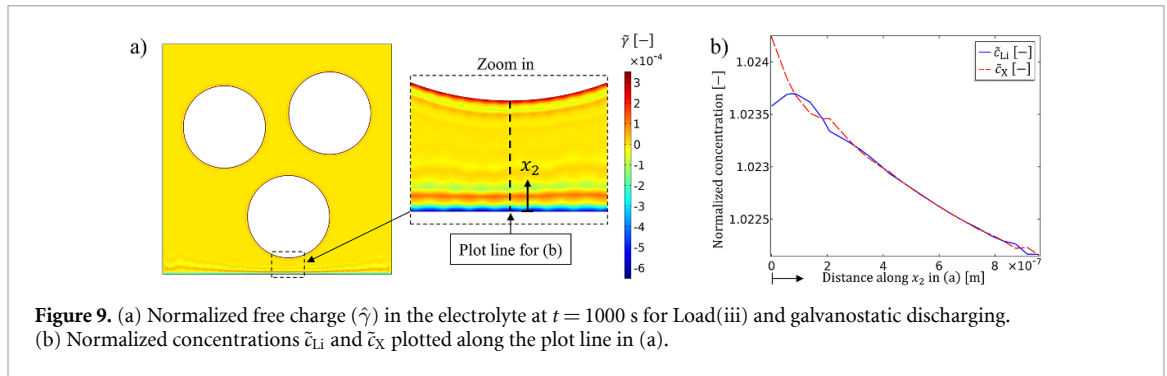 a)
Zoom in
x₂
Plot line for (b)
γ̃ [−]
×10⁻⁴
3
2
1
0
-1
-2
-3
-4
-5
-6
b)
Normalized concentration [−]
1.024
1.0235
1.023
1.0225
c̃Li [−]
c̃X [−]
0 2 4 6 8 ×10⁻⁷
Distance along x₂ in (a) [m]
Figure 9. (a) Normalized free charge (γ̂) in the electrolyte at t = 1000 s for Load(iii) and galvanostatic discharging.
(b) Normalized concentrations c̃Li and c̃X plotted along the plot line in (a).